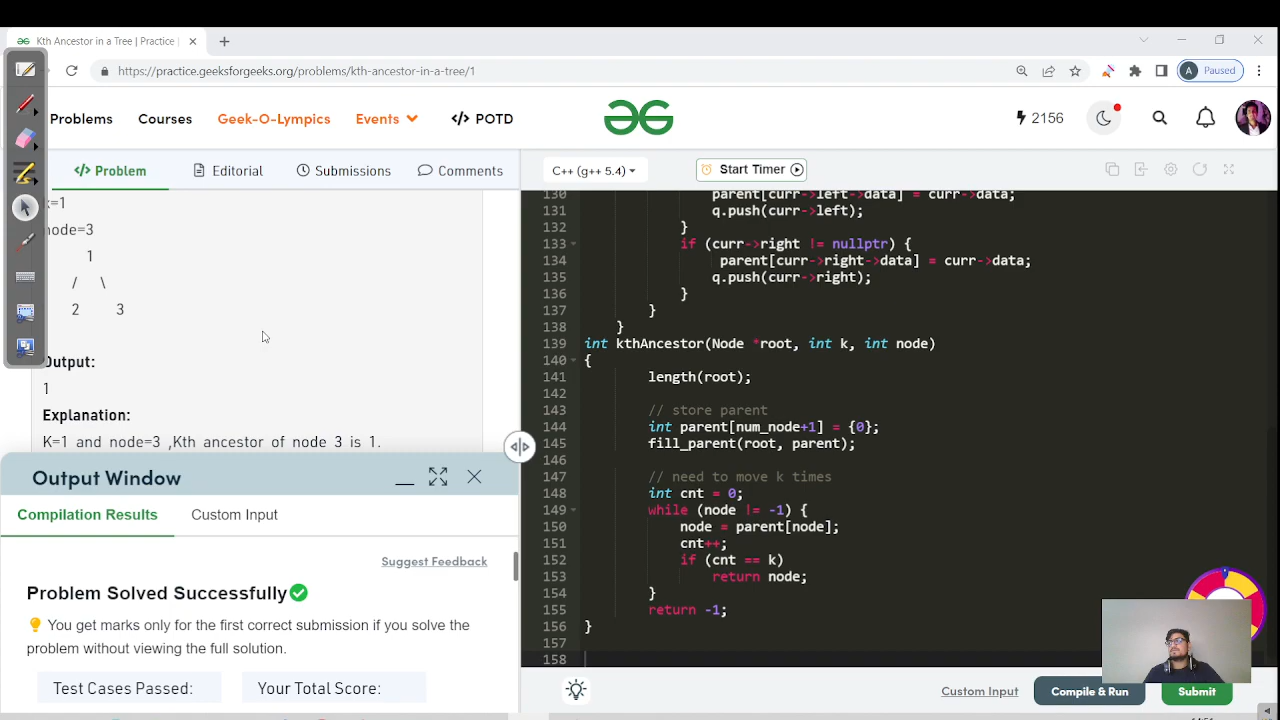 Kth Ancestor in a Tree | Practice |
https://practice.geeksforgeeks.org/problems/kth-ancestor-in-a-tree/1
A Paused
Problems Courses Geek-O-Lympics Events </> POTD
2156
</> Problem Editorial Submissions Comments
C++ (g++ 5.4)
Start Timer
=1
node=3
1
/ \
2 3
Output:
1
Explanation:
K=1 and node=3 ,Kth ancestor of node 3 is 1.
Output Window
Compilation Results Custom Input
Suggest Feedback
Problem Solved Successfully
You get marks only for the first correct submission if you solve the
problem without viewing the full solution.
Test Cases Passed: Your Total Score:
130 parent[curr->left->data] = curr->data;
131 q.push(curr->left);
132 }
133 if (curr->right != nullptr) {
134 parent[curr->right->data] = curr->data;
135 q.push(curr->right);
136 }
137 }
138 }
139 int kthAncestor(Node *root, int k, int node)
140 {
141 length(root);
142
143 // store parent
144 int parent[num_node+1] = {0};
145 fill_parent(root, parent);
146
147 // need to move k times
148 int cnt = 0;
149 while (node != -1) {
150 node = parent[node];
151 cnt++;
152 if (cnt == k)
153 return node;
154 }
155 return -1;
156 }
157
158
Custom Input Compile & Run Submit